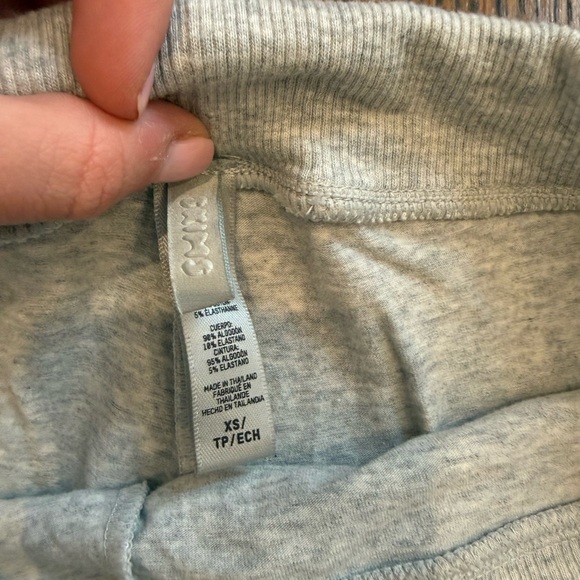 SKIMS
5% ÉLASTHANNE
CUERPO:
90% ALGODÓN
10% ELASTANO
CINTURA:
95% ALGODÓN
5% ELASTANO
MADE IN THAILAND
FABRIQUÉ EN
THAÏLANDE
HECHO EN TAILANDIA
XS/
TP/ECH